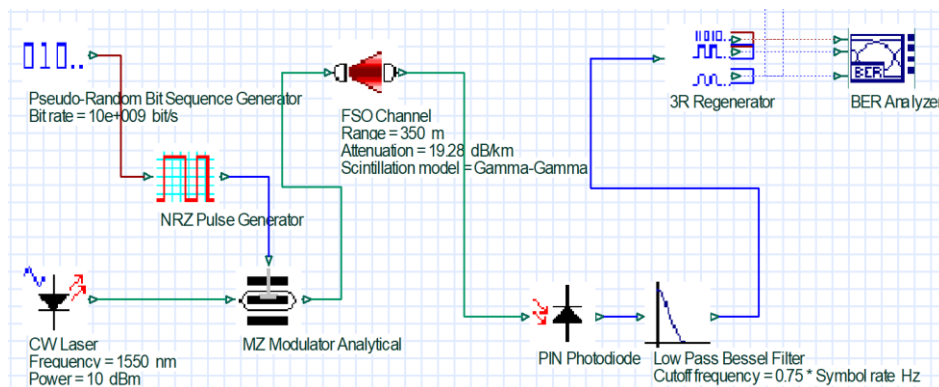 010..
Pseudo-Random Bit Sequence Generator
Bit rate = 10e+009 bit/s
NRZ Pulse Generator
CW Laser
Frequency = 1550 nm
Power = 10 dBm
MZ Modulator Analytical
FSO Channel
Range = 350 m
Attenuation = 19.28 dB/km
Scintillation model = Gamma-Gamma
PIN Photodiode
Low Pass Bessel Filter
Cutoff frequency = 0.75 * Symbol rate Hz
3R Regenerator
BER
BER Analyzer